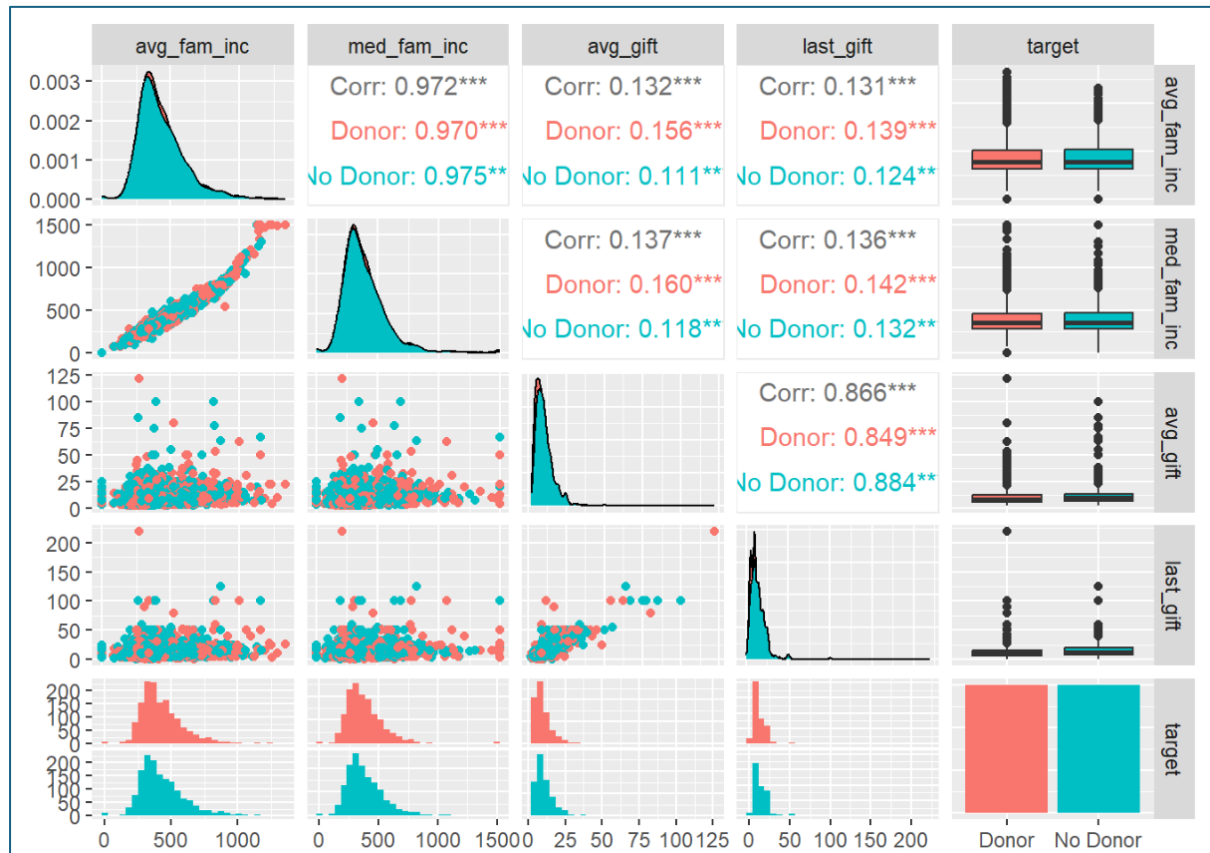 avg_fam_inc med_fam_inc avg_gift last_gift target
0.003
0.002
0.001
0.000
Corr: 0.972***
Donor: 0.970***
No Donor: 0.975**
Corr: 0.132***
Donor: 0.156***
No Donor: 0.111**
Corr: 0.131***
Donor: 0.139***
No Donor: 0.124**
avg_fam_inc
1500
1000
500
0
Corr: 0.137***
Donor: 0.160***
No Donor: 0.118**
Corr: 0.136***
Donor: 0.142***
No Donor: 0.132**
med_fam_inc
125
100
75
50
25
0
Corr: 0.866***
Donor: 0.849***
No Donor: 0.884**
avg_gift
200
150
100
50
0
last_gift
200
150
100
50
0
200
150
100
50
0
target
0 500 1000
0 500 1000 1500
0 25 50 75 100 125
0 50 100 150 200
Donor No Donor